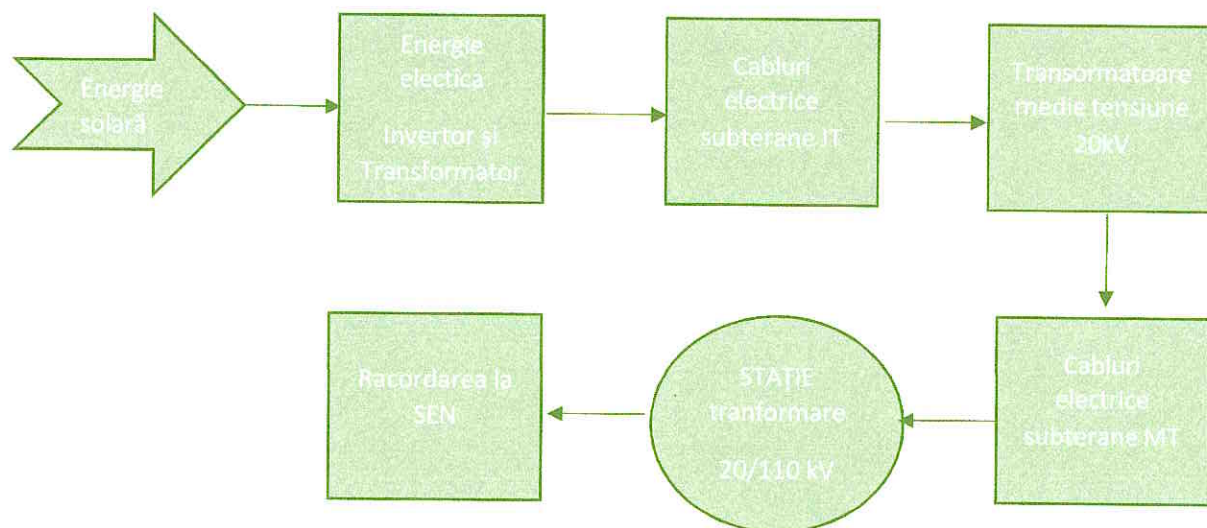 Energie
solară
Energie
electica
Invertor și
Transformator
Cabluri
electrice
subterane JT
Transormatoare
medie tensiune
20kV
Cabluri
electrice
subterane MT
STAȚIE
tranformare
20/110 kV
Racordarea la
SEN